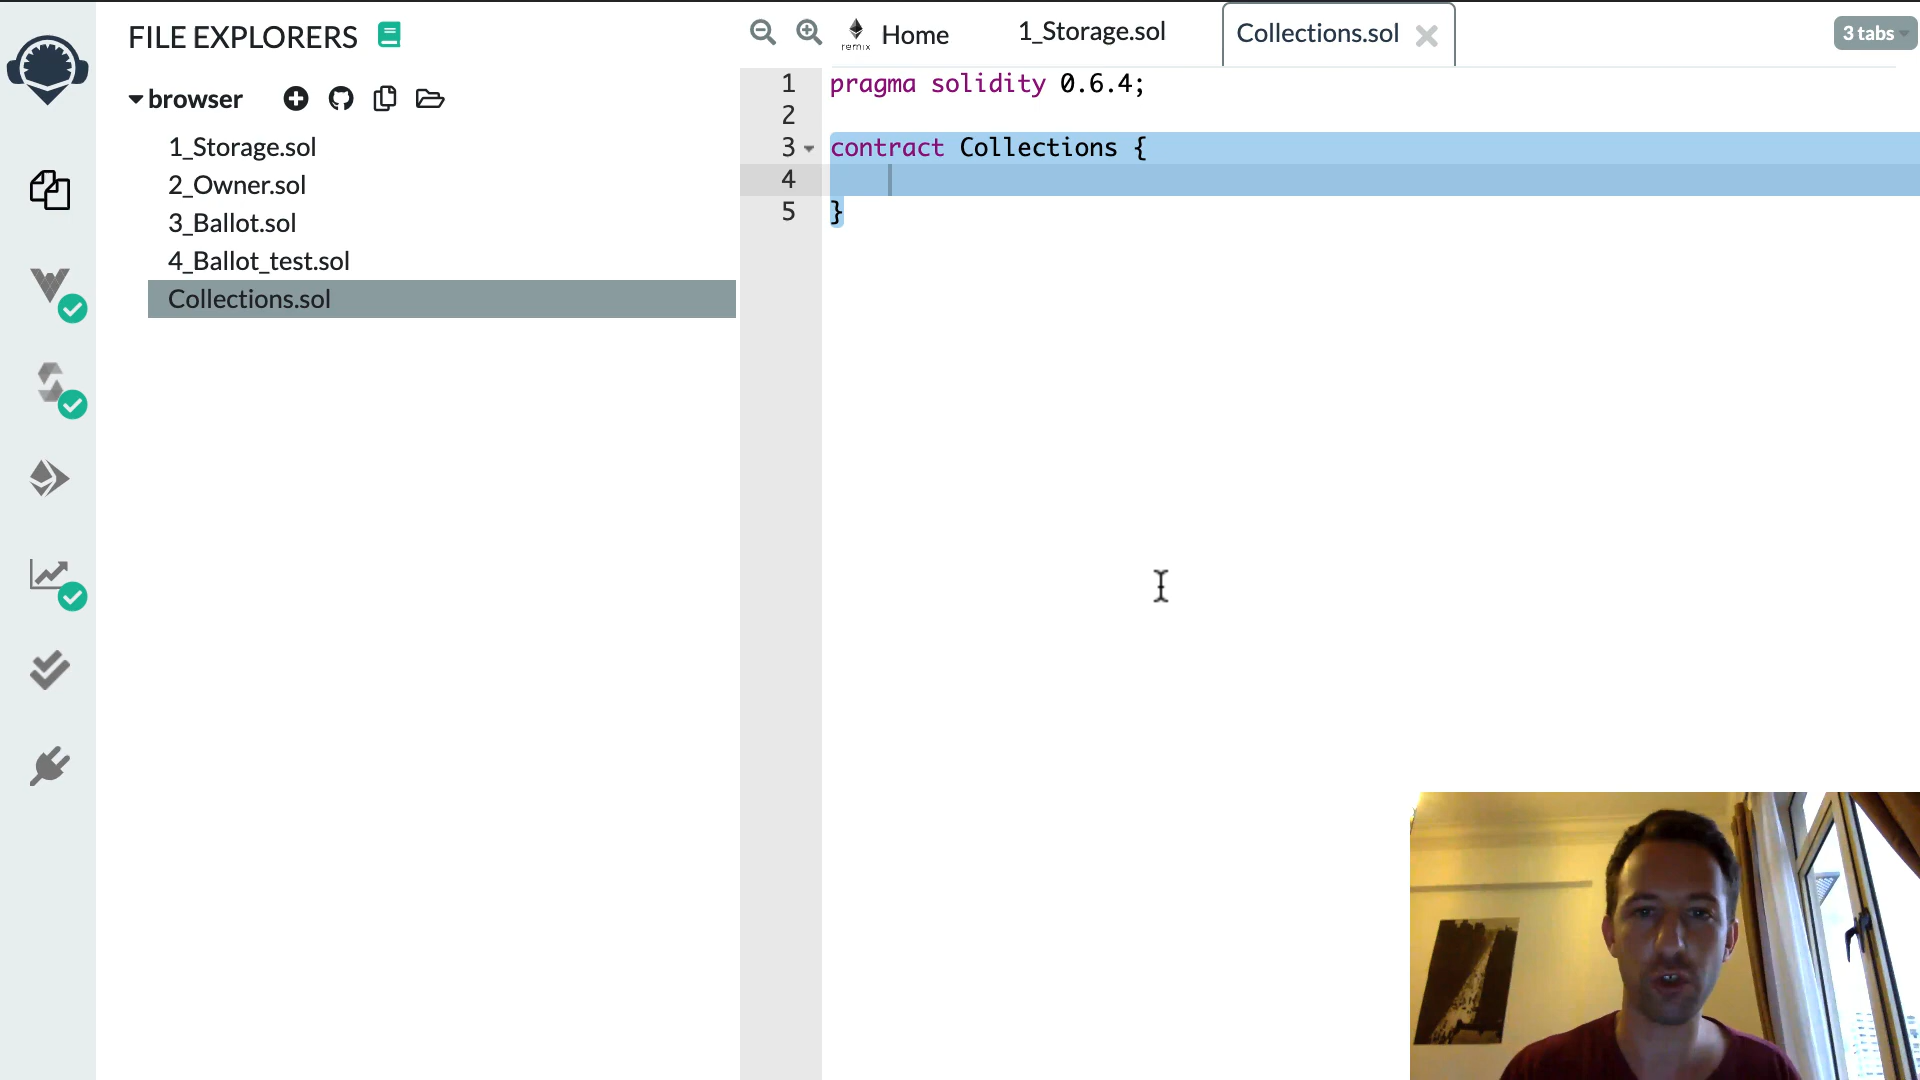 FILE EXPLORERS
browser
1_Storage.sol
2_Owner.sol
3_Ballot.sol
4_Ballot_test.sol
Collections.sol
remix
Home
1_Storage.sol
Collections.sol
3 tabs
1 pragma solidity 0.6.4;
2
3 contract Collections {
4
5 }